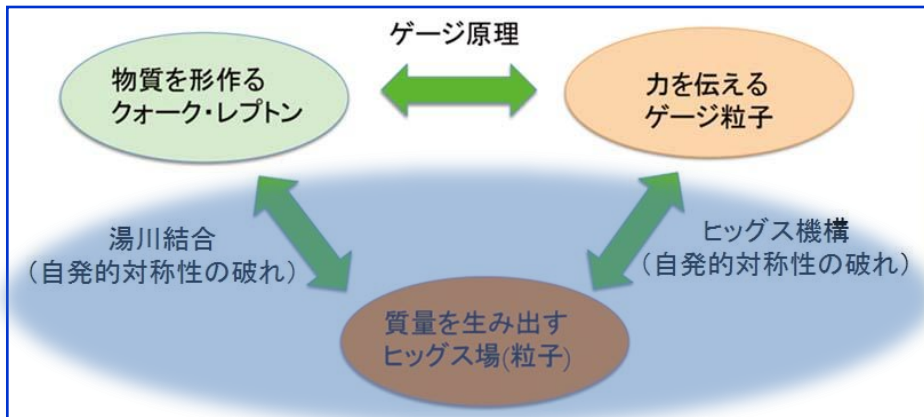 ゲージ原理
物質を形作る
クォーク・レプトン
力を伝える
ゲージ粒子
湯川結合
（自発的対称性の破れ）
ヒッグス機構
（自発的対称性の破れ）
質量を生み出す
ヒッグス場(粒子)